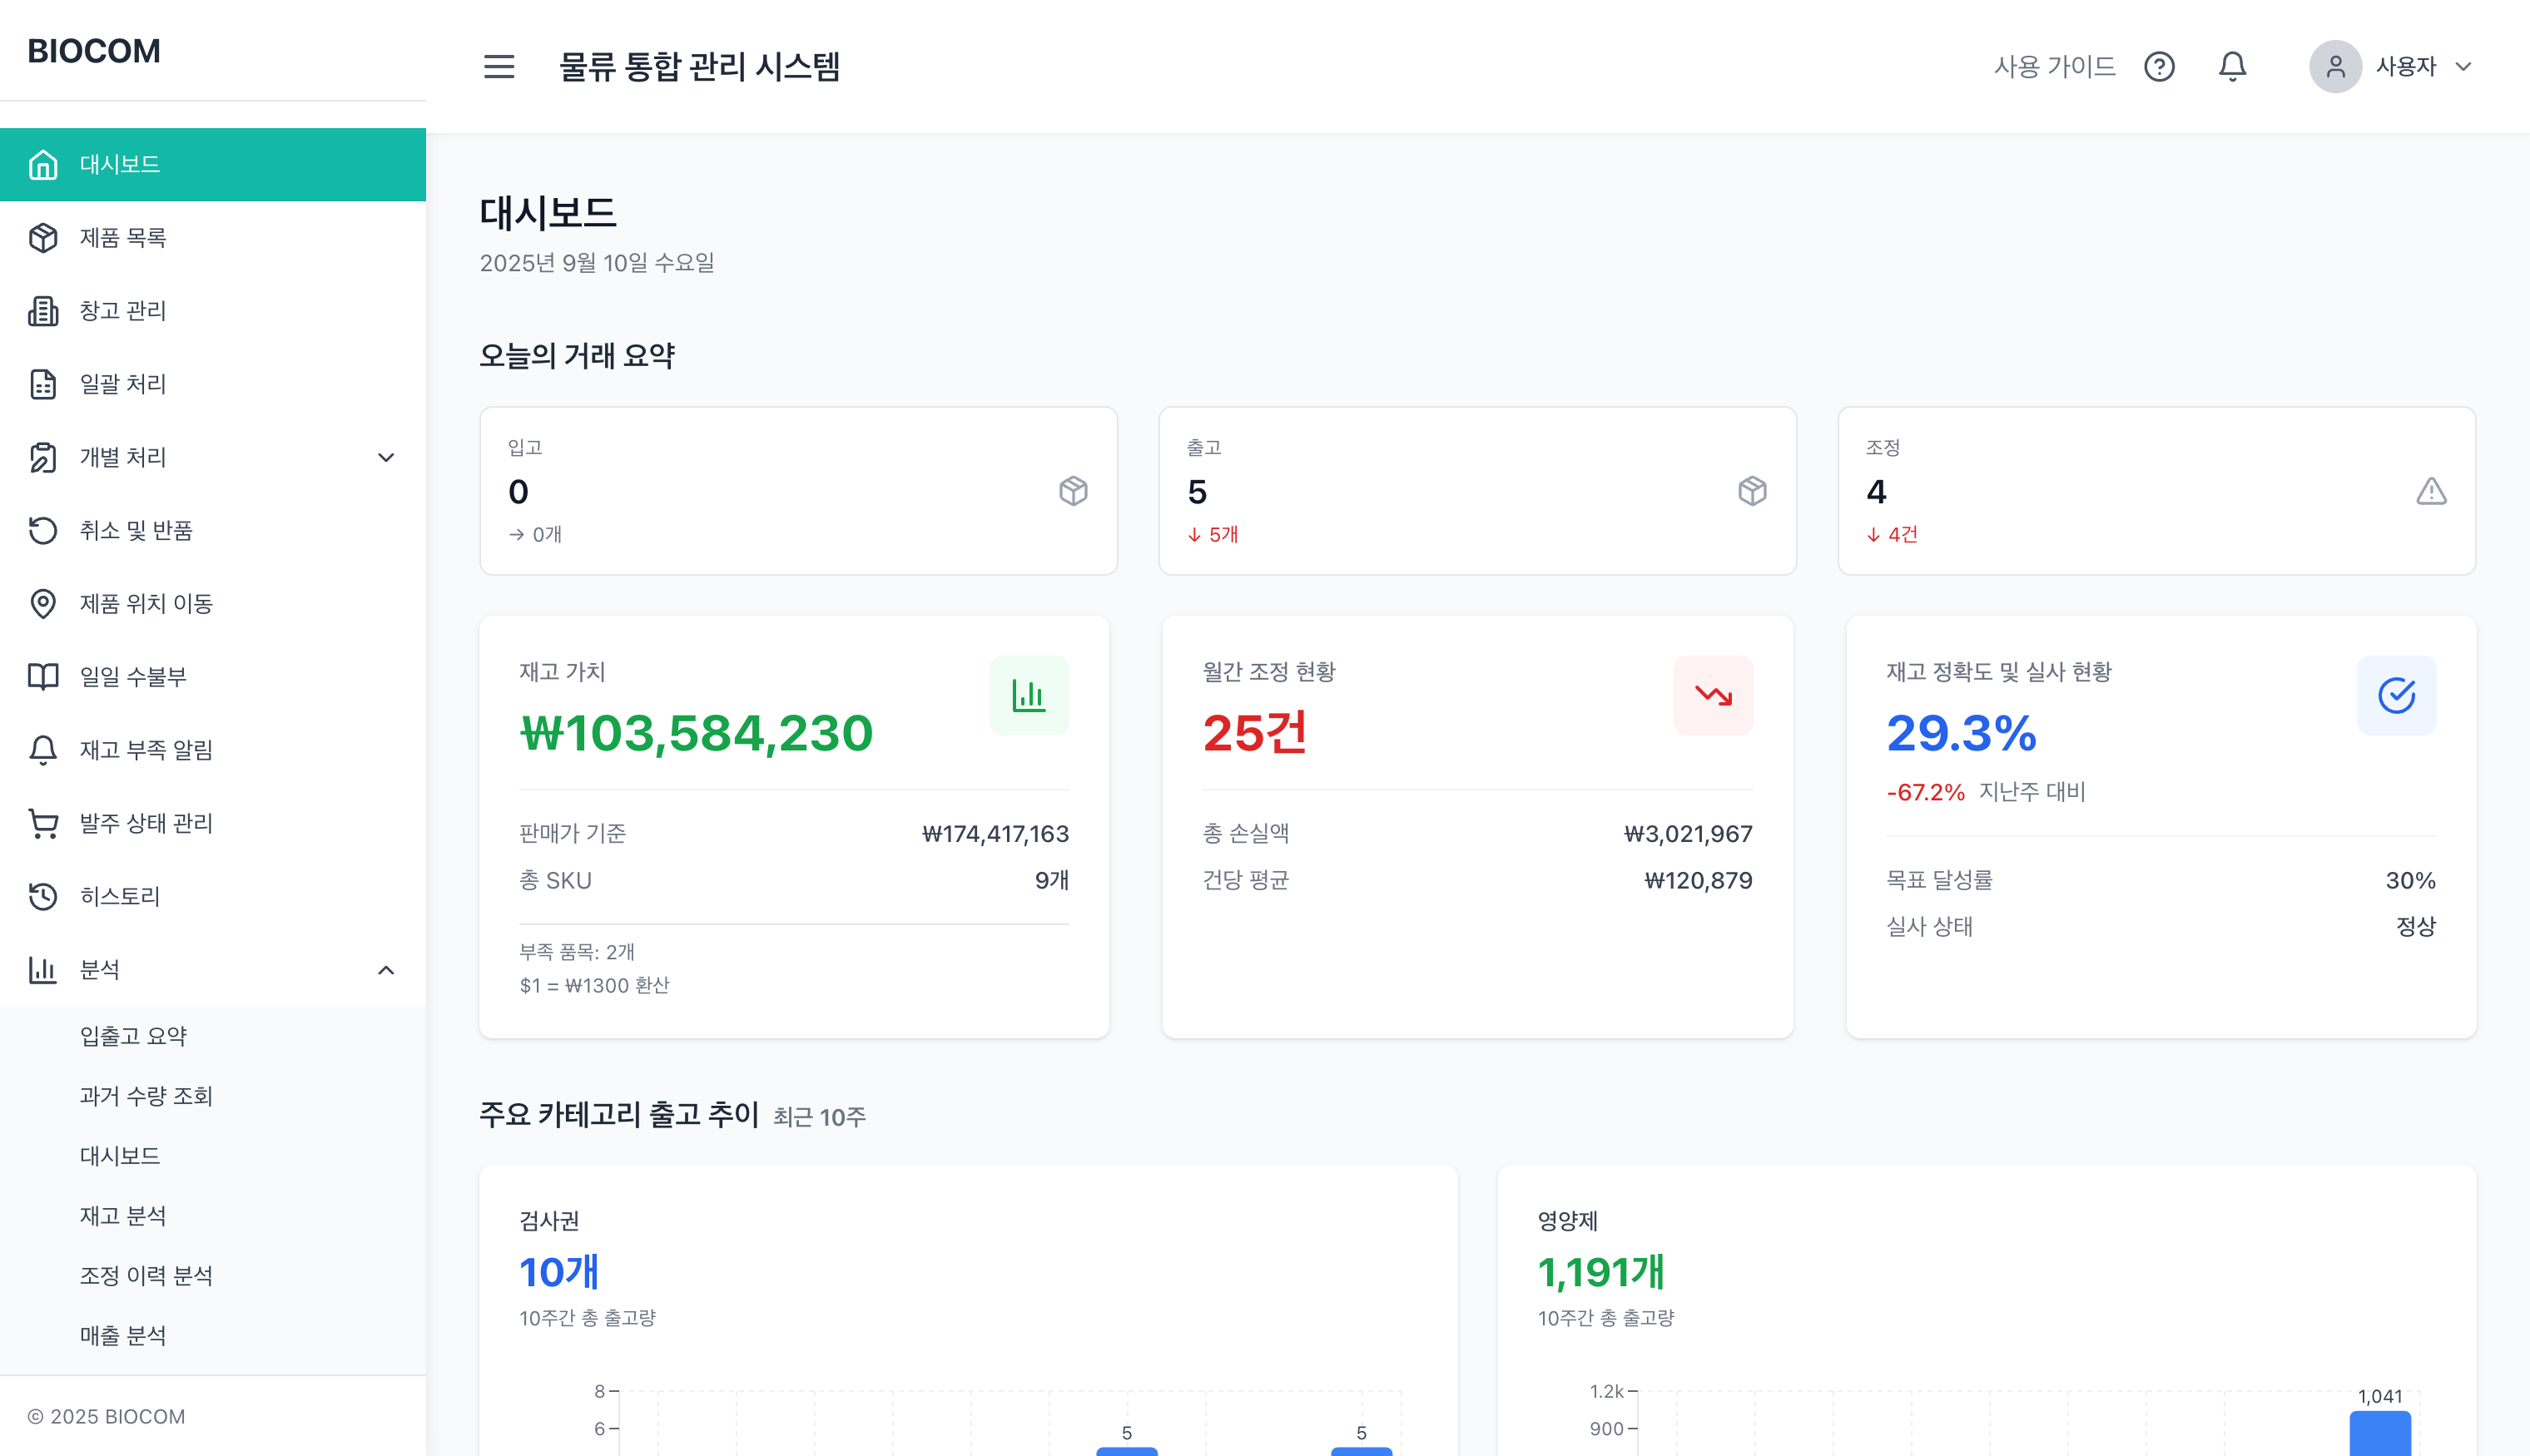 BIOCOM
물류 통합 관리 시스템
사용 가이드
사용자
대시보드
제품 목록
창고 관리
일괄 처리
개별 처리
취소 및 반품
제품 위치 이동
일일 수불부
재고 부족 알림
발주 상태 관리
히스토리
분석
입출고 요약
과거 수량 조회
대시보드
재고 분석
조정 이력 분석
매출 분석
© 2025 BIOCOM
대시보드
2025년 9월 10일 수요일
오늘의 거래 요약
입고
0
→ 0개
출고
5
↓ 5개
조정
4
↓ 4건
재고 가치
₩103,584,230
판매가 기준 ₩174,417,163
총 SKU 9개
부족 품목: 2개
$1 = ₩1300 환산
월간 조정 현황
25건
총 손실액 ₩3,021,967
건당 평균 ₩120,879
재고 정확도 및 실사 현황
29.3%
-67.2% 지난주 대비
목표 달성률 30%
실사 상태 정상
주요 카테고리 출고 추이 최근 10주
검사권
10개
10주간 총 출고량
8
6
5
5
영양제
1,191개
10주간 총 출고량
1.2k
900
1,041